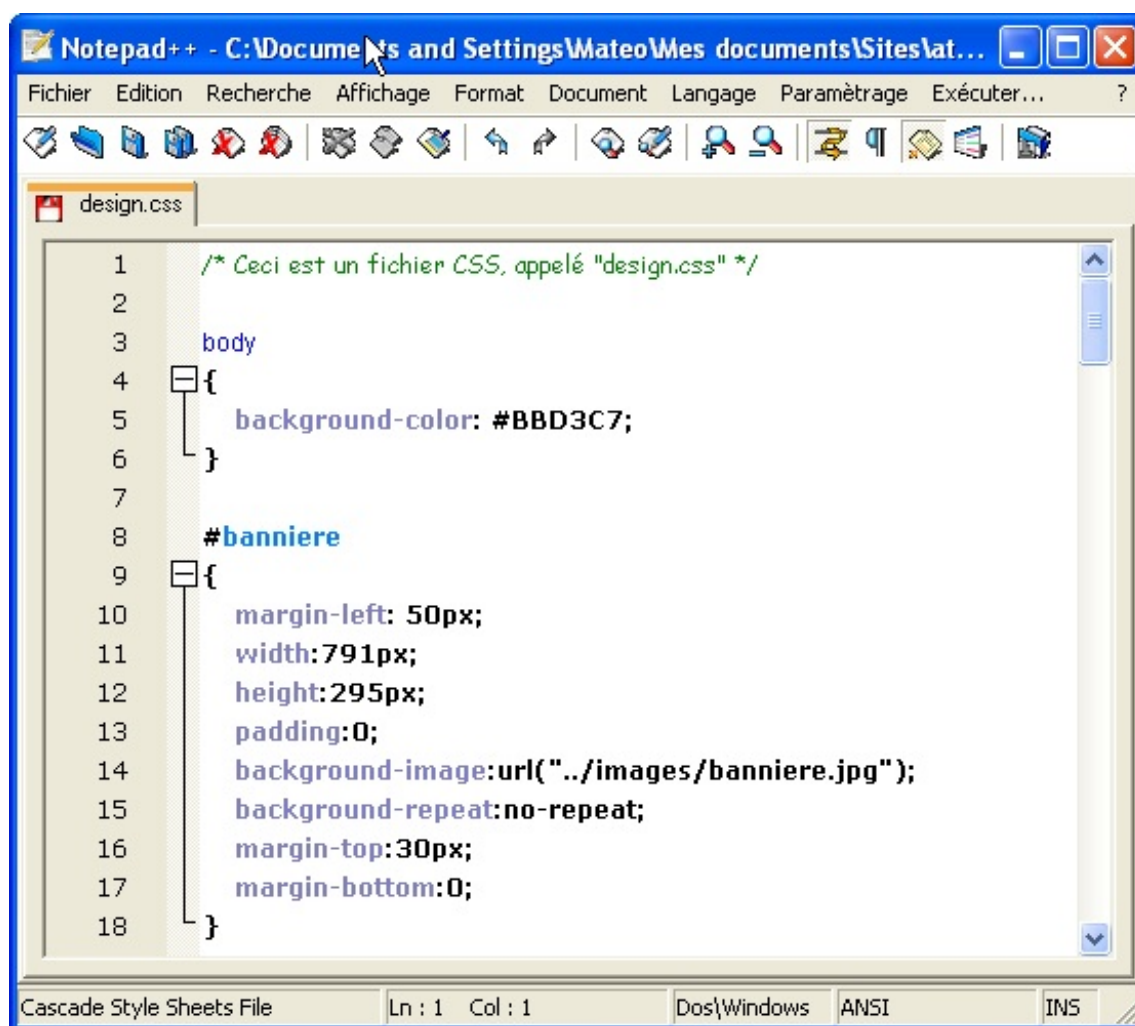 Notepad++ - C:\Documents and Settings\Mateo\Mes documents\Sites\at...
Fichier Edition Recherche Affichage Format Document Langage Paramètrage Exécuter... ?
design.css
1 /* Ceci est un fichier CSS, appelé "design.css" */
2
3 body
4 {
5 background-color: #BBD3C7;
6 }
7
8 #banniere
9 {
10 margin-left: 50px;
11 width:791px;
12 height:295px;
13 padding:0;
14 background-image:url("../images/banniere.jpg");
15 background-repeat:no-repeat;
16 margin-top:30px;
17 margin-bottom:0;
18 }
Cascade Style Sheets File Ln : 1 Col : 1 Dos\Windows ANSI INS